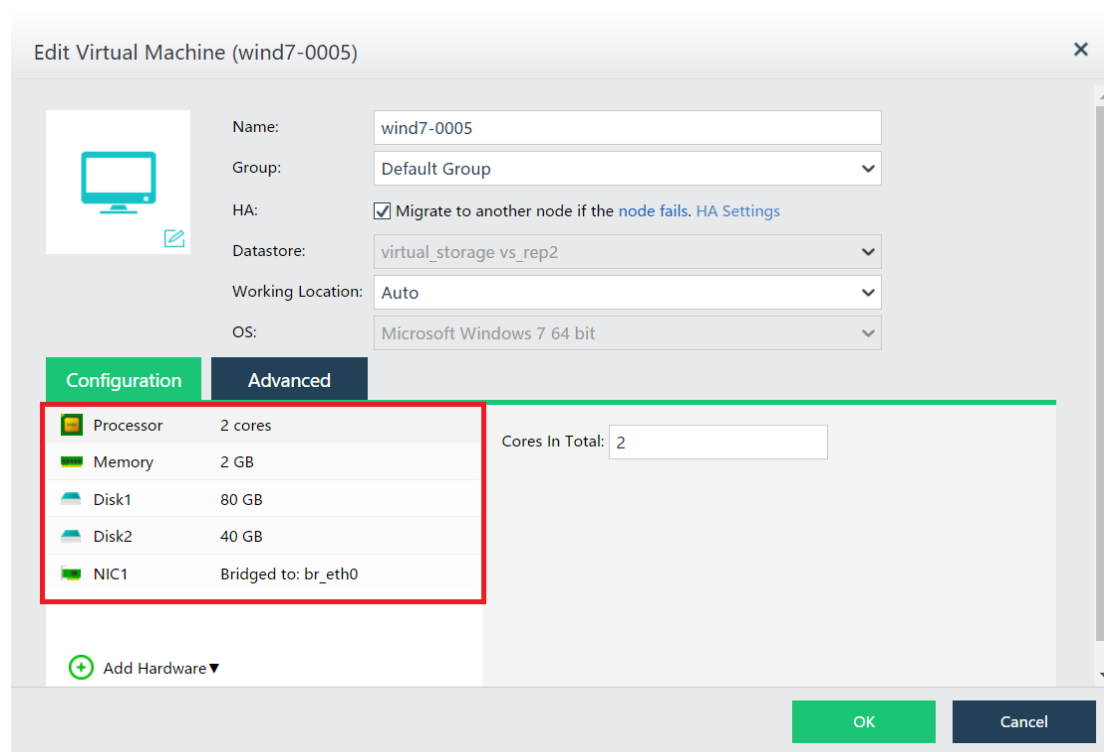 Edit Virtual Machine (wind7-0005)
Name: wind7-0005
Group: Default Group
HA: Migrate to another node if the node fails. HA Settings
Datastore: virtual_storage vs_rep2
Working Location: Auto
OS: Microsoft Windows 7 64 bit
Configuration Advanced
Processor 2 cores
Cores In Total: 2
Memory 2 GB
Disk1 80 GB
Disk2 40 GB
NIC1 Bridged to: br_eth0
Add Hardware▼
OK Cancel